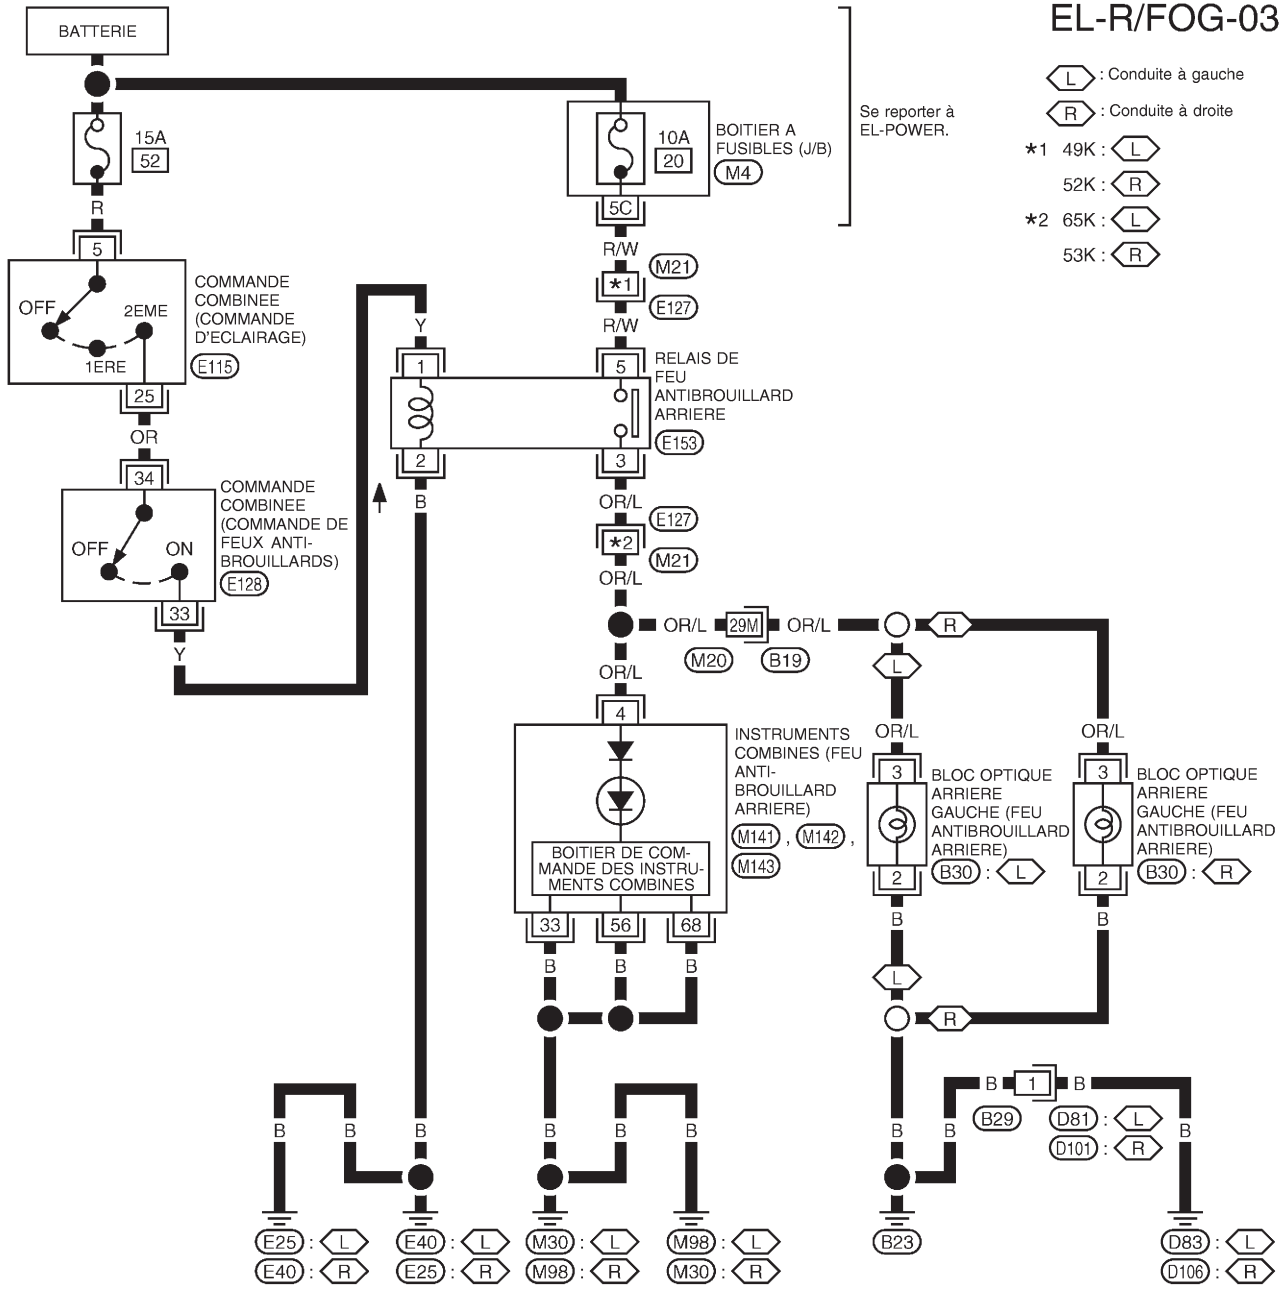 EL-R/FOG-03
BATTERIE
L : Conduite à gauche
R : Conduite à droite
*1 49K : L
52K : R
*2 65K : L
53K : R
Se reporter à
EL-POWER.
15A
52
10A
20
BOITIER A
FUSIBLES (J/B)
M4
R
5C
R/W
M21
*1
E127
R/W
5
COMMANDE
COMBINEE
(COMMANDE
D'ECLAIRAGE)
E115
OFF
2EME
1ERE
25
OR
34
COMMANDE
COMBINEE
(COMMANDE DE
FEUX ANTI-
BROUILLARDS)
E128
OFF
ON
33
Y
Y
1
5
RELAIS DE
FEU
ANTIBROUILLARD
ARRIERE
E153
2
3
B
OR/L
E127
*2
M21
OR/L
OR/L
29M
OR/L
R
M20
B19
L
OR/L
4
INSTRUMENTS
COMBINES (FEU
ANTI-
BROUILLARD
ARRIERE)
M141 , M142 ,
M143
BOITIER DE COM-
MANDE DES INSTRU-
MENTS COMBINES
33
56
68
B
B
B
OR/L
OR/L
3
3
BLOC OPTIQUE
ARRIERE
GAUCHE (FEU
ANTIBROUILLARD
ARRIERE)
B30 : L
BLOC OPTIQUE
ARRIERE
GAUCHE (FEU
ANTIBROUILLARD
ARRIERE)
B30 : R
2
2
B
B
L
R
B
1
B
B29
D81 : L
D101 : R
B
B
B
B
B
B
B
B
B
E25 : L
E40 : R
E40 : L
E25 : R
M30 : L
M98 : R
M98 : L
M30 : R
B23
D83 : L
D106 : R